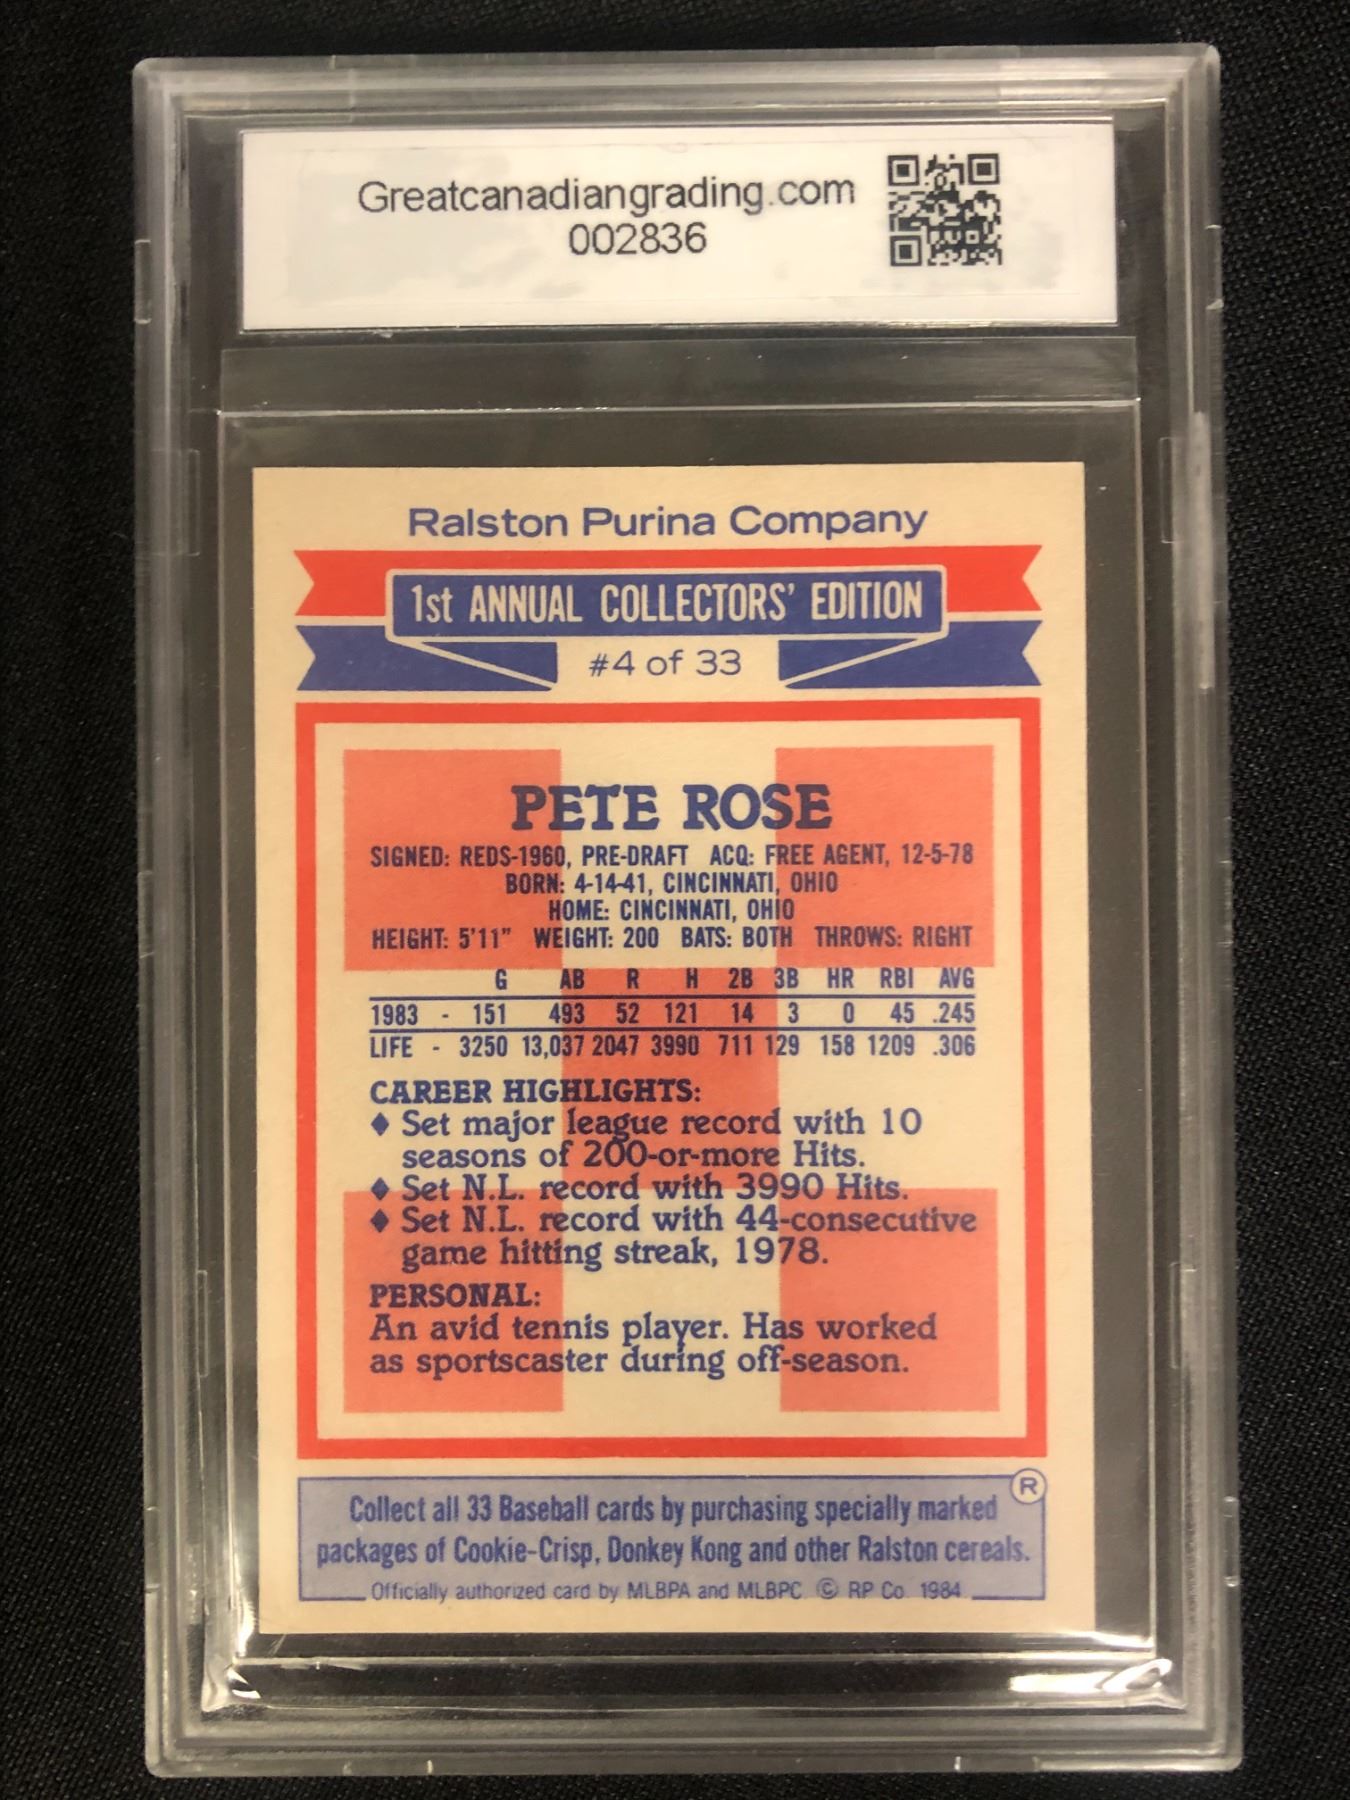 Greatcanadiangrading.com
002836
Ralston Purina Company
1st ANNUAL COLLECTORS' EDITION
#4 of 33
PETE ROSE
SIGNED: REDS-1960, PRE-DRAFT ACQ: FREE AGENT, 12-5-78
BORN: 4-14-41, CINCINNATI, OHIO
HOME: CINCINNATI, OHIO
HEIGHT: 5'11" WEIGHT: 200 BATS: BOTH THROWS: RIGHT
G AB R H 2B 3B HR RBI AVG
1983 - 151 493 52 121 14 3 0 45 .245
LIFE - 3250 13,037 2047 3990 711 129 158 1209 .306
CAREER HIGHLIGHTS:
♦ Set major league record with 10
seasons of 200-or-more Hits.
♦ Set N.L. record with 3990 Hits.
♦ Set N.L. record with 44-consecutive
game hitting streak, 1978.
PERSONAL:
An avid tennis player. Has worked
as sportscaster during off-season.
®
Collect all 33 Baseball cards by purchasing specially marked
packages of Cookie-Crisp, Donkey Kong and other Ralston cereals.
Officially authorized card by MLBPA and MLBPC © RP Co. 1984